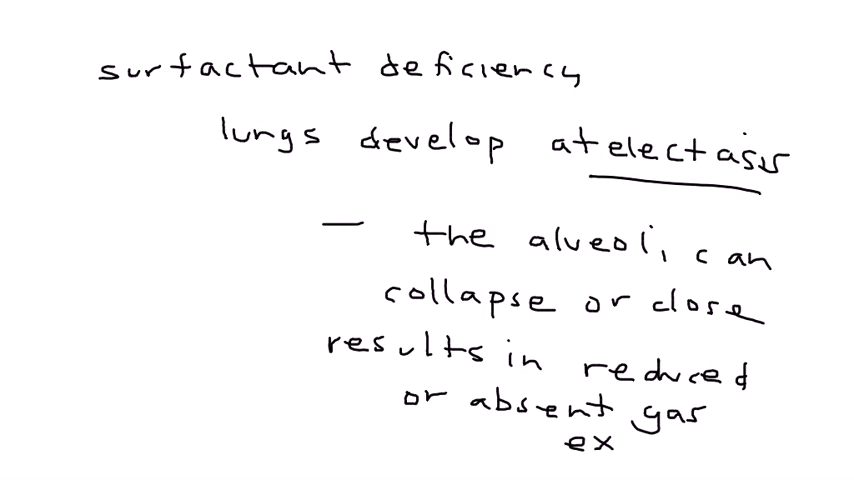 surfactant deficiency
lungs develop atelectasis
— the alveoli can
collapse or close
results in reduced
or absent gas
ex